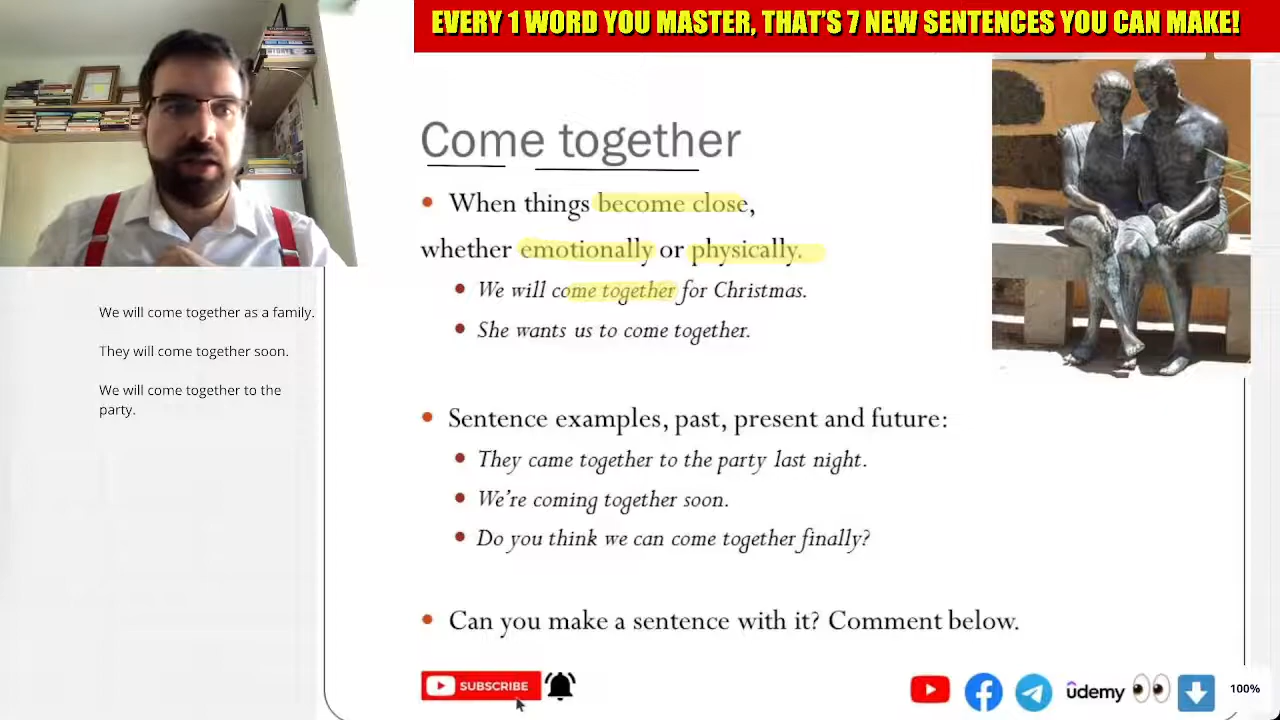 EVERY 1 WORD YOU MASTER, THAT'S 7 NEW SENTENCES YOU CAN MAKE!
Come together
• When things become close,
whether emotionally or physically.
• We will come together for Christmas.
• She wants us to come together.
We will come together as a family.
They will come together soon.
We will come together to the
party.
• Sentence examples, past, present and future:
• They came together to the party last night.
• We're coming together soon.
• Do you think we can come together finally?
• Can you make a sentence with it? Comment below.
SUBSCRIBE
udemy
100%